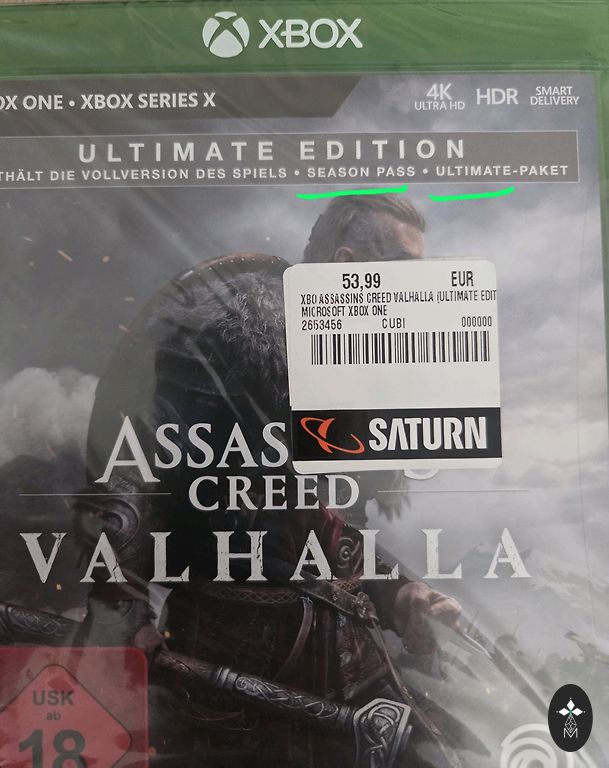 XBOX
OX ONE • XBOX SERIES X
4K
ULTRA HD
HDR
SMART
DELIVERY
ULTIMATE EDITION
THÄLT DIE VOLLVERSION DES SPIELS • SEASON PASS • ULTIMATE-PAKET
53,99 EUR
XBO ASSASSINS CREED VALHALLA (ULTIMATE EDIT
MICROSOFT XBOX ONE
2653456 CUBI 000000
SATURN
ASSAS
CREED
VALHALLA
USK
ab
18
M